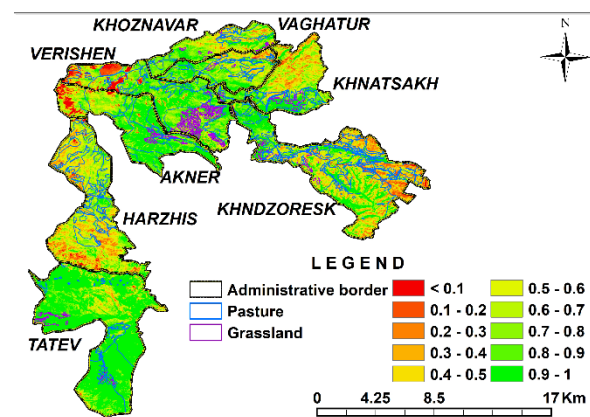 KHOZNAVAR
VAGHATUR
N
VERISHEN
KHNATSAKH
AKNER
HARZHIS
KHNDZORESK
TATEV
LEGEND
Administrative border
Pasture
Grassland
< 0.1
0.1 - 0.2
0.2 - 0.3
0.3 - 0.4
0.4 - 0.5
0.5 - 0.6
0.6 - 0.7
0.7 - 0.8
0.8 - 0.9
0.9 - 1
0 4.25 8.5 17 Km